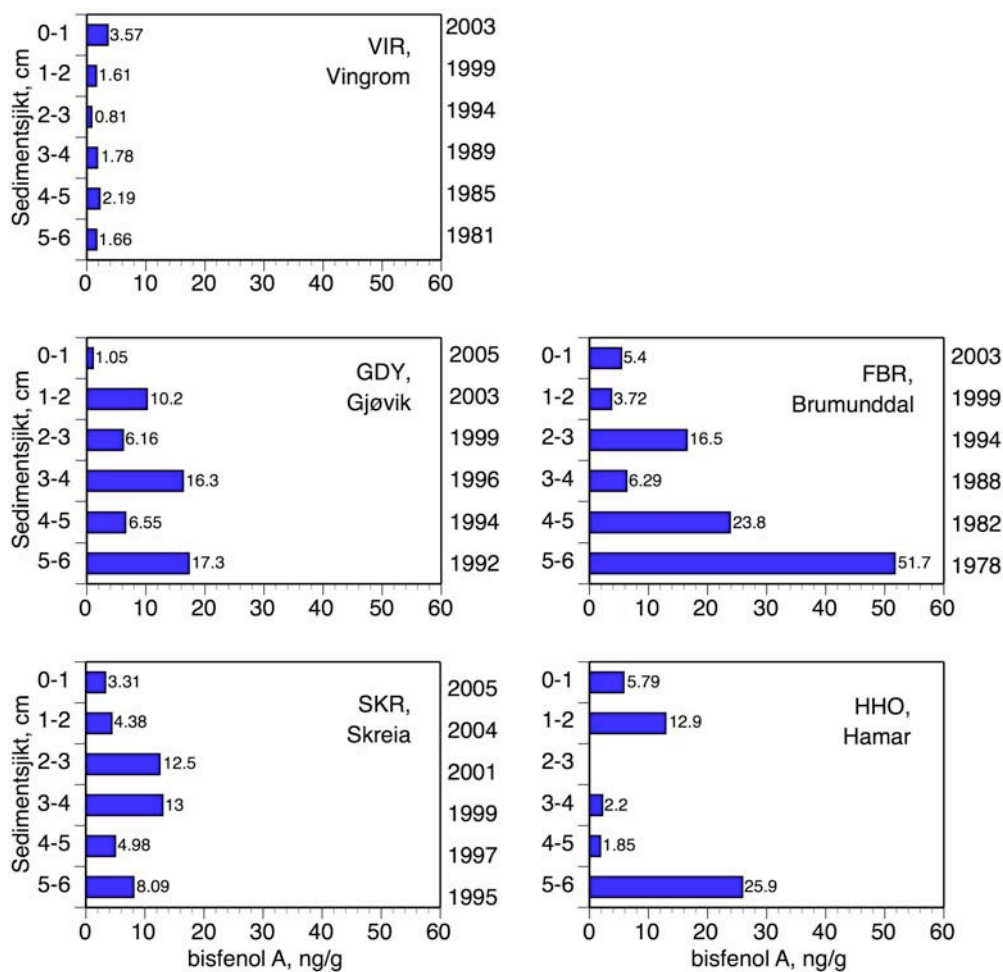 Sedimentsjikt, cm
0-1 3.57 2003
1-2 1.61 1999
2-3 0.81 1994
3-4 1.78 1989
4-5 2.19 1985
5-6 1.66 1981
VIR,
Vingrom
0 10 20 30 40 50 60
Sedimentsjikt, cm
0-1 1.05 2005
1-2 10.2 2003
2-3 6.16 1999
3-4 16.3 1996
4-5 6.55 1994
5-6 17.3 1992
GDY,
Gjøvik
0 10 20 30 40 50 60
0-1 5.4 2003
1-2 3.72 1999
2-3 16.5 1994
3-4 6.29 1988
4-5 23.8 1982
5-6 51.7 1978
FBR,
Brumunddal
0 10 20 30 40 50 60
Sedimentsjikt, cm
0-1 3.31 2005
1-2 4.38 2004
2-3 12.5 2001
3-4 13 1999
4-5 4.98 1997
5-6 8.09 1995
SKR,
Skreia
0 10 20 30 40 50 60
bisfenol A, ng/g
0-1 5.79
1-2 12.9
2-3
3-4 2.2
4-5 1.85
5-6 25.9
HHO,
Hamar
0 10 20 30 40 50 60
bisfenol A, ng/g